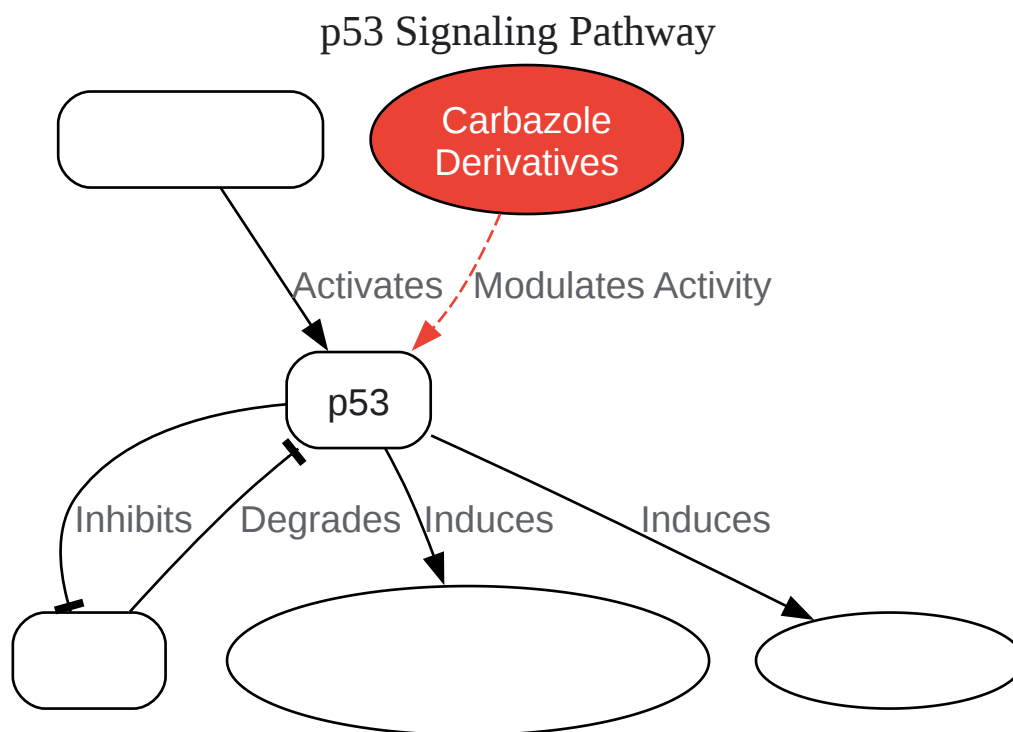 p53 Signaling Pathway
Carbazole
Derivatives
Activates
Modulates Activity
p53
Inhibits
Degrades
Induces
Induces